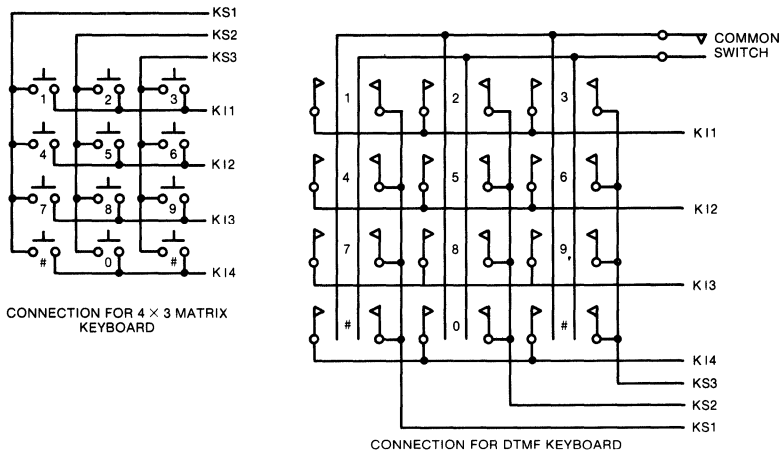 KS1
KS2
KS3
1 2 3
KI1
4 5 6
KI2
7 8 9
KI3
# 0 #
KI4
CONNECTION FOR 4 × 3 MATRIX
KEYBOARD
COMMON
SWITCH
1 2 3
KI1
4 5 6
KI2
7 8 9
KI3
# 0 #
KI4
KS3
KS2
KS1
CONNECTION FOR DTMF KEYBOARD